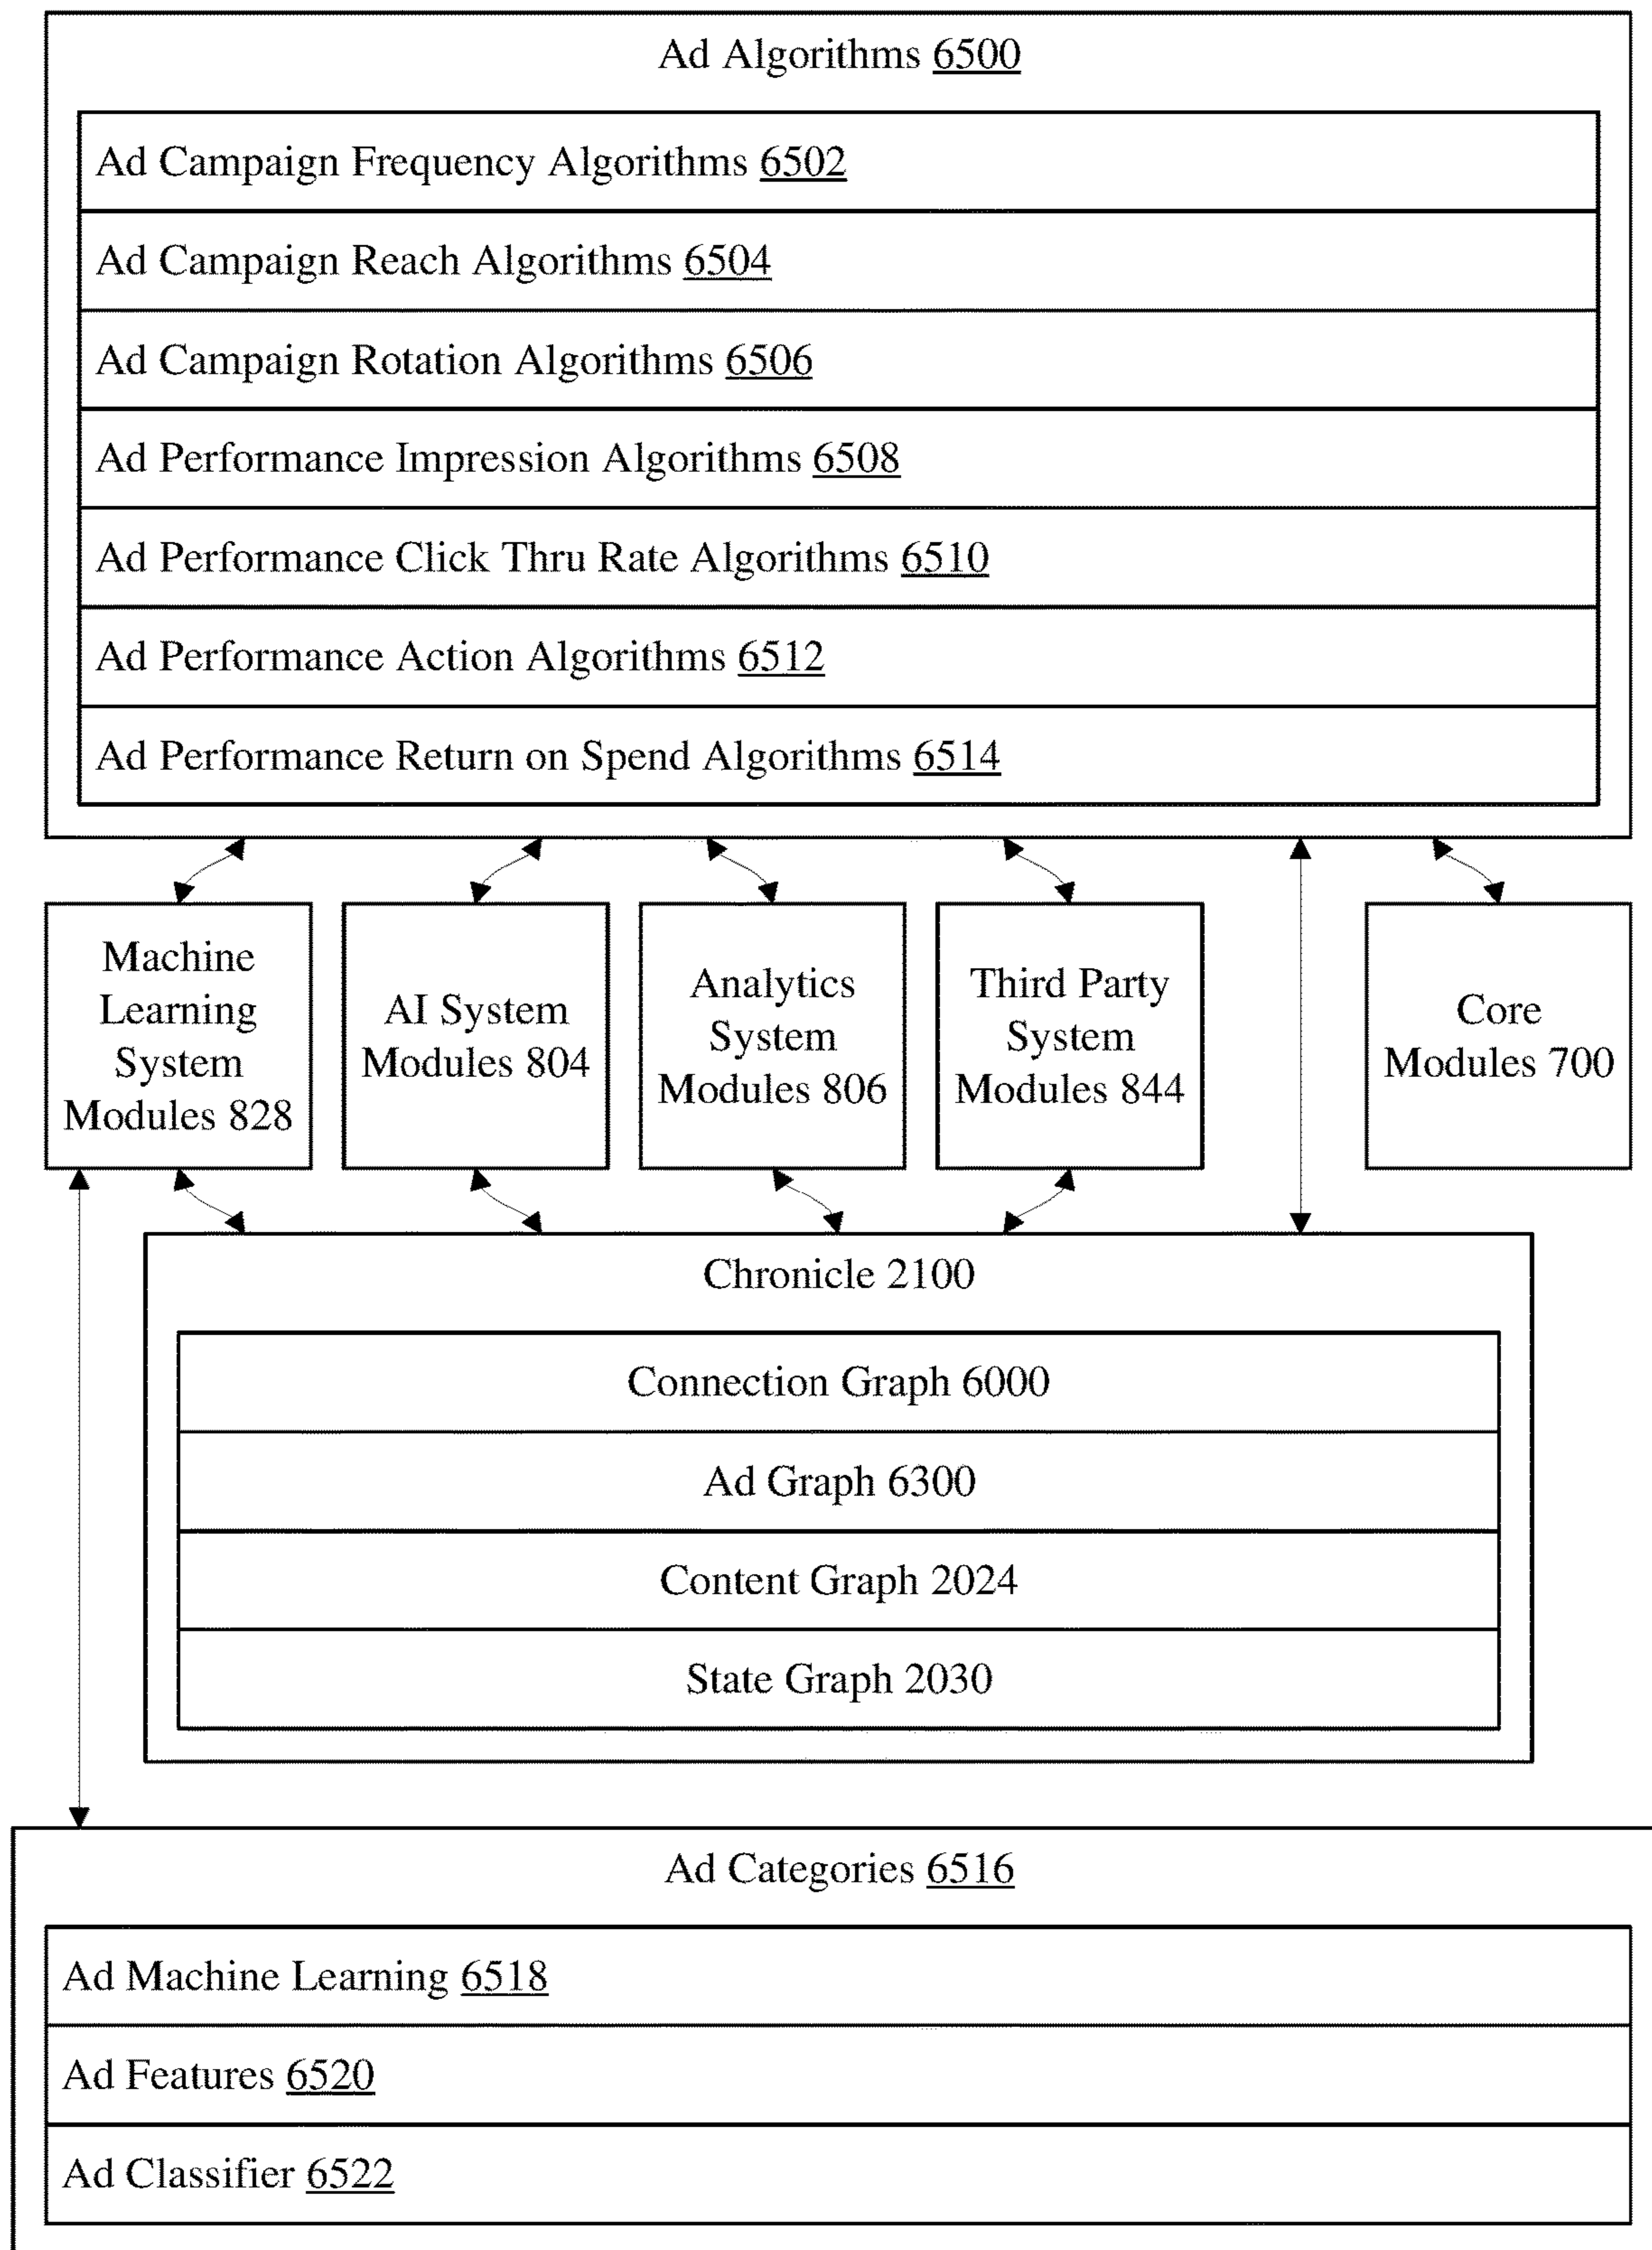 Ad Algorithms 6500
Ad Campaign Frequency Algorithms 6502
Ad Campaign Reach Algorithms 6504
Ad Campaign Rotation Algorithms 6506
Ad Performance Impression Algorithms 6508
Ad Performance Click Thru Rate Algorithms 6510
Ad Performance Action Algorithms 6512
Ad Performance Return on Spend Algorithms 6514
Machine
Learning
System
Modules 828
AI System
Modules 804
Analytics
System
Modules 806
Third Party
System
Modules 844
Core
Modules 700
Chronicle 2100
Connection Graph 6000
Ad Graph 6300
Content Graph 2024
State Graph 2030
Ad Categories 6516
Ad Machine Learning 6518
Ad Features 6520
Ad Classifier 6522